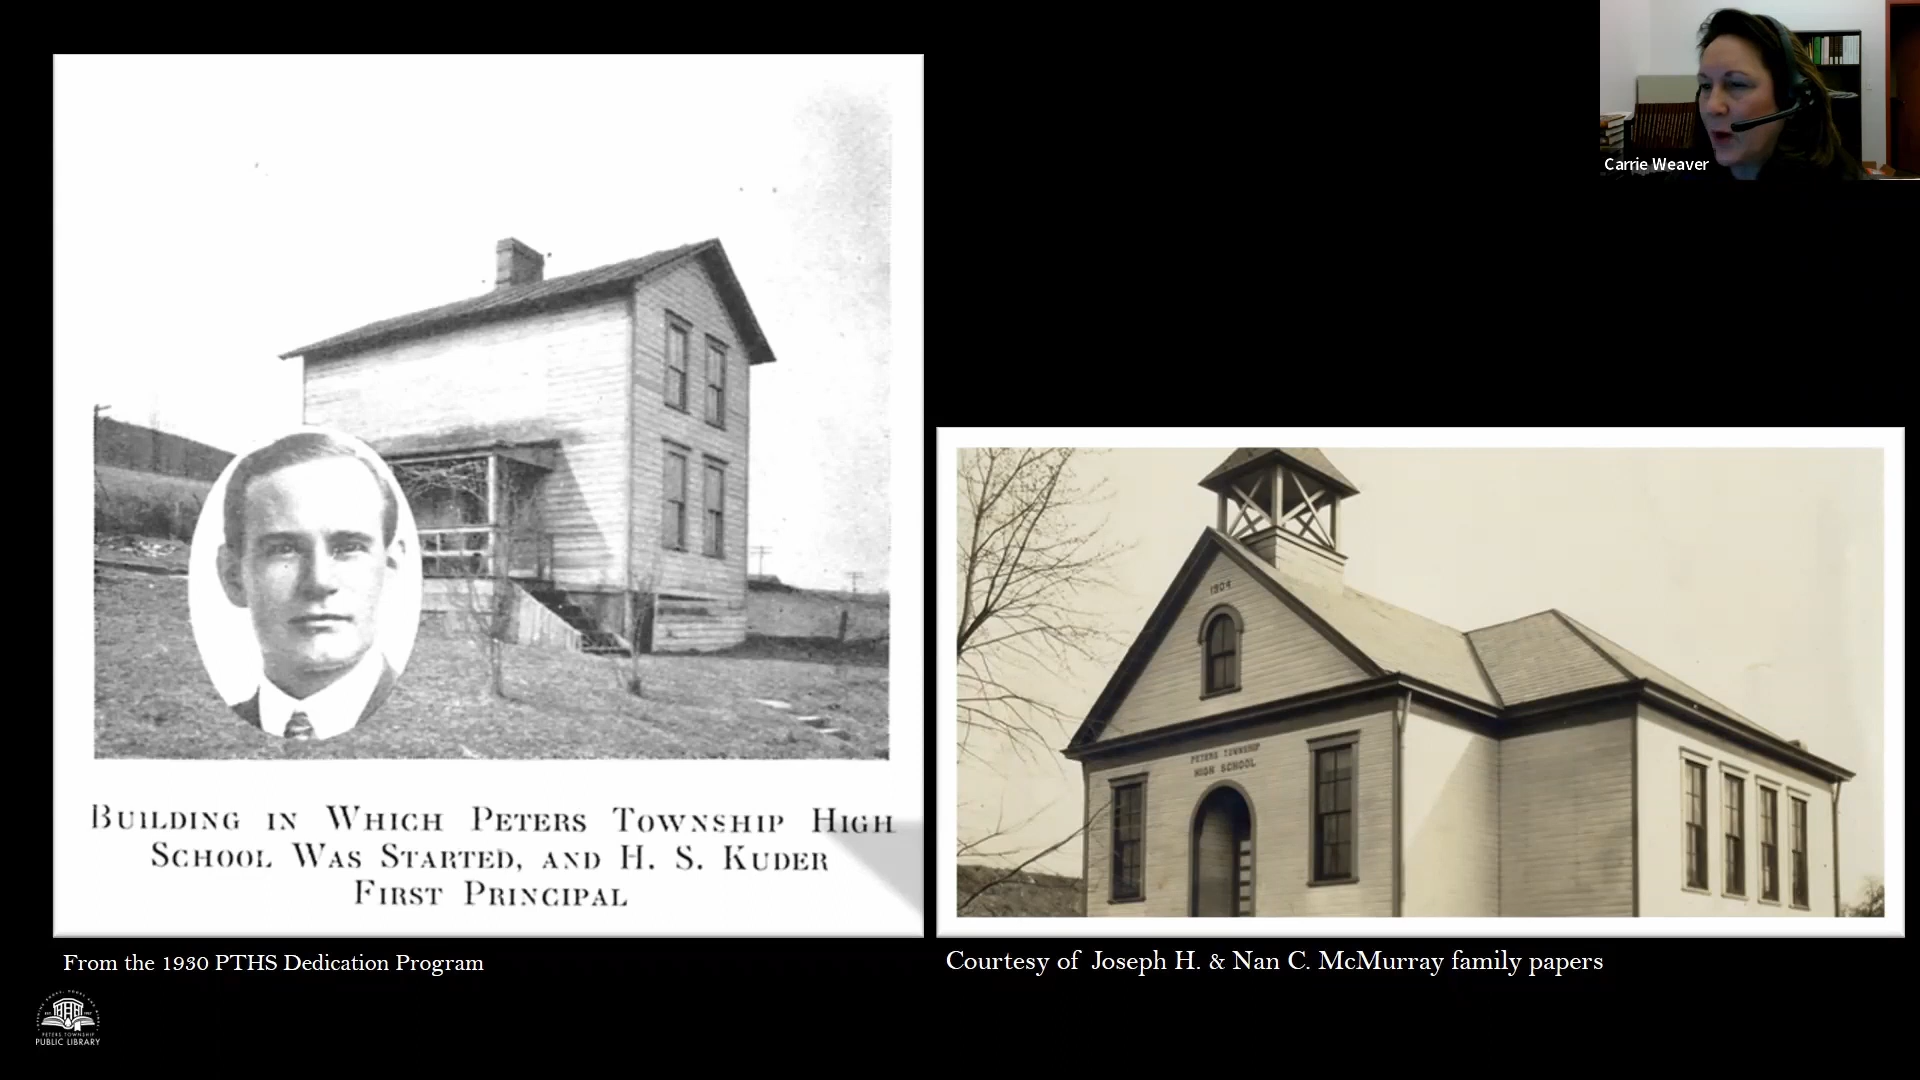 Carrie Weaver
1904
PETERS TOWNSHIP
HIGH SCHOOL
BUILDING IN WHICH PETERS TOWNSHIP HIGH
SCHOOL WAS STARTED, AND H. S. KUDER
FIRST PRINCIPAL
From the 1930 PTHS Dedication Program
Courtesy of Joseph H. & Nan C. McMurray family papers
PETERS TOWNSHIP
PUBLIC LIBRARY